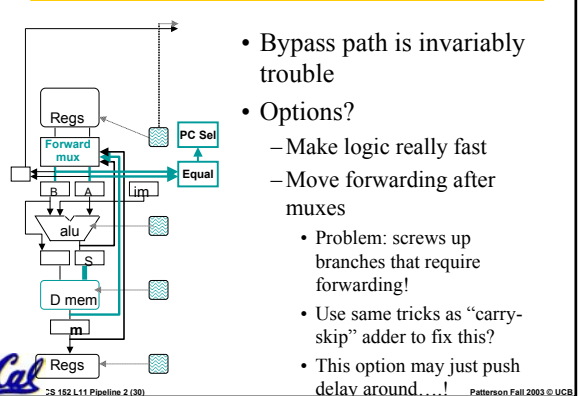 • Bypass path is invariably
trouble
• Options?
– Make logic really fast
– Move forwarding after
muxes
• Problem: screws up
branches that require
forwarding!
• Use same tricks as “carry-
skip” adder to fix this?
• This option may just push
delay around….!
Regs
Forward
mux
PC Sel
Equal
B
A
im
alu
S
D mem
m
Regs
Cal
CS 152 L11 Pipeline 2 (30)
Patterson Fall 2003 © UCB